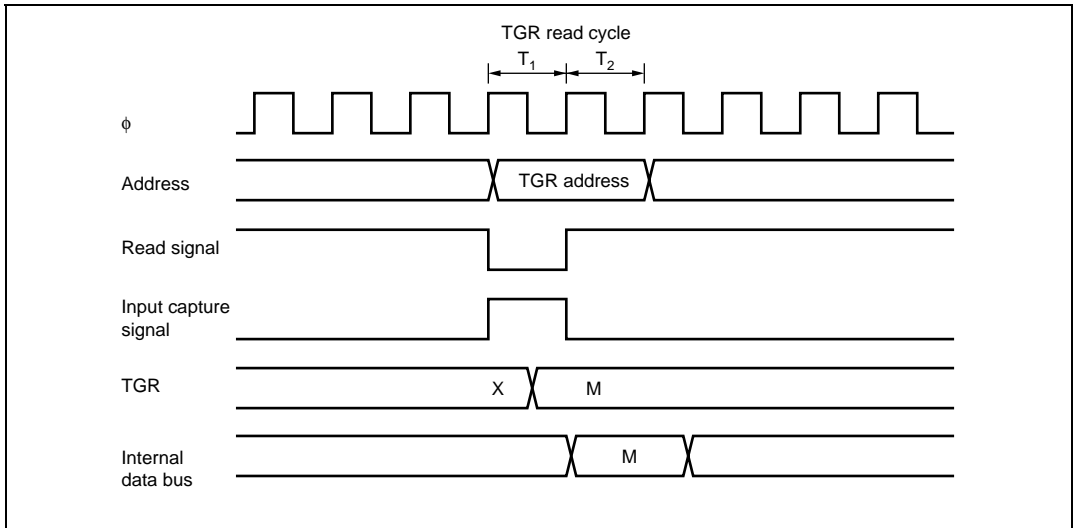 TGR read cycle
T₁ T₂
ϕ
Address
TGR address
Read signal
Input capture
signal
TGR
X M
Internal
data bus
M